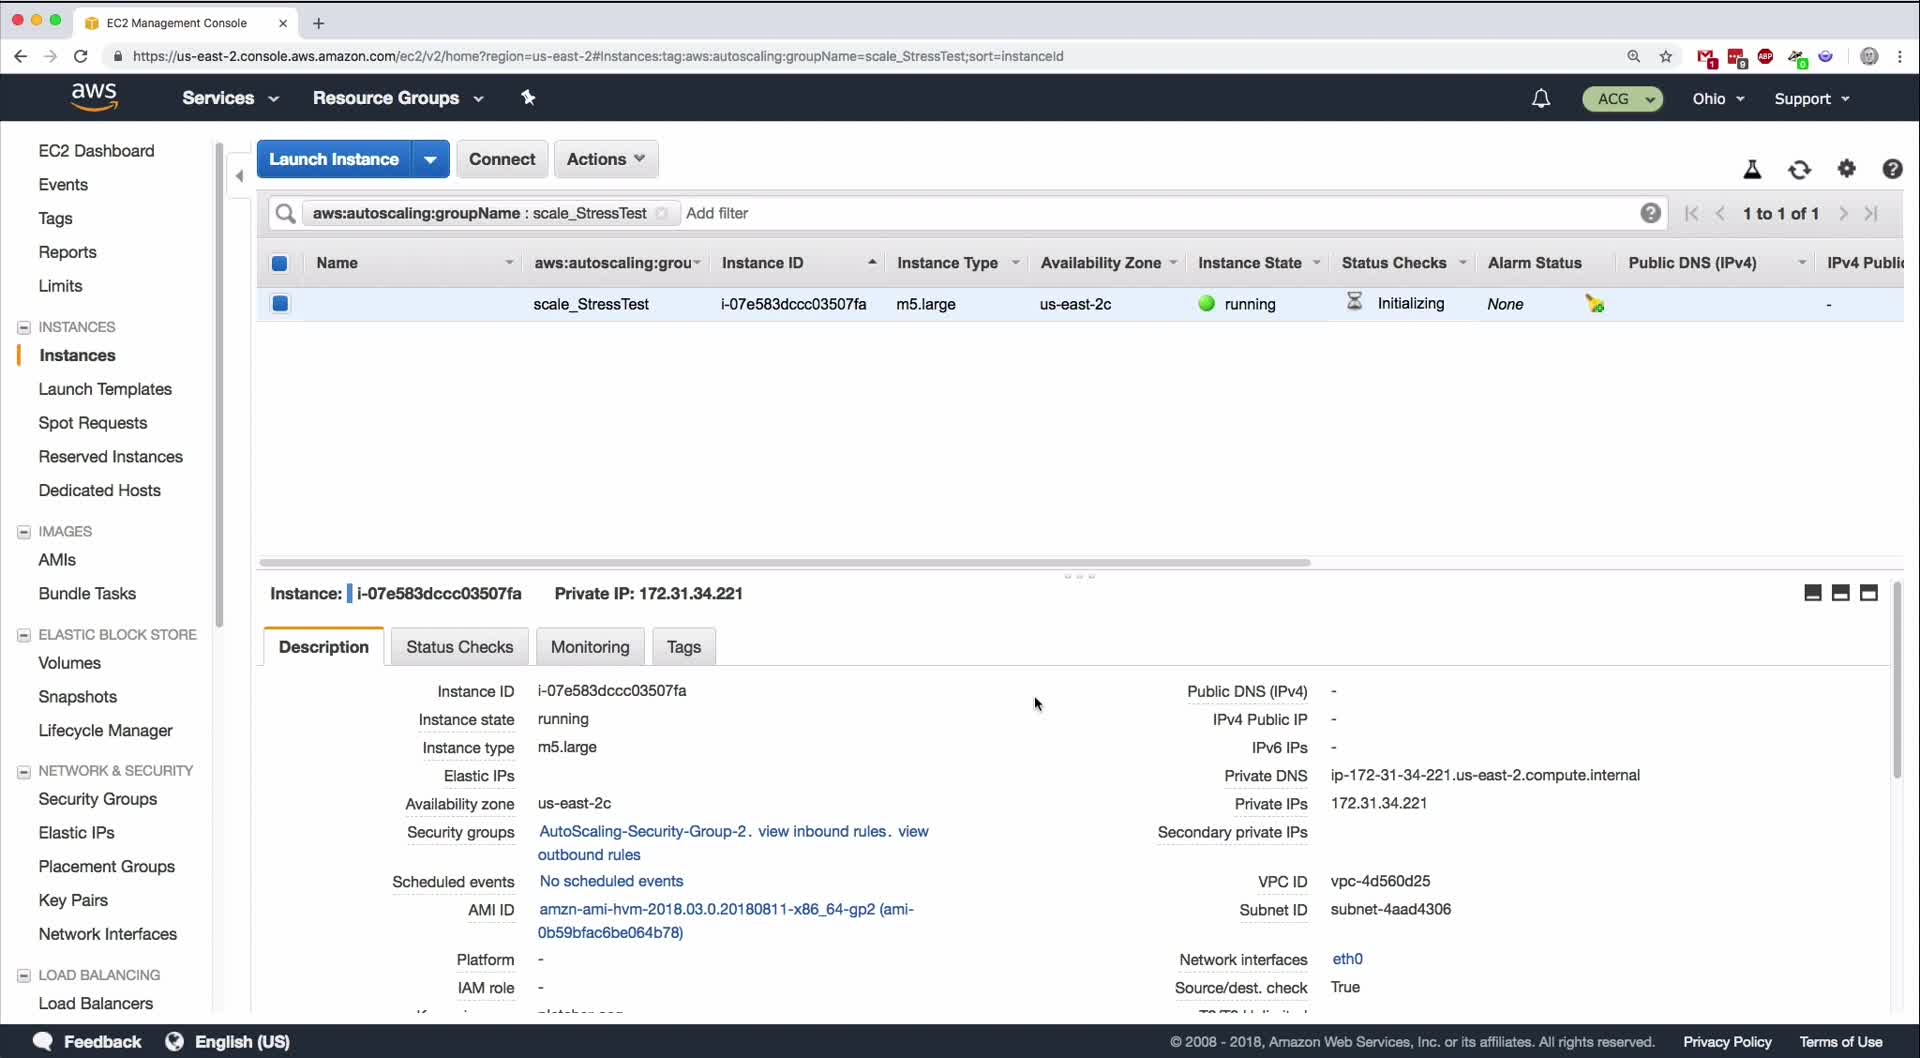 EC2 Management Console
https://us-east-2.console.aws.amazon.com/ec2/v2/home?region=us-east-2#Instances:tag:aws:autoscaling:groupName=scale_StressTest;sort=instanceId
1
9
ABP
0
aws
Services
Resource Groups
ACG
Ohio
Support
EC2 Dashboard
Events
Tags
Reports
Limits
INSTANCES
Instances
Launch Templates
Spot Requests
Reserved Instances
Dedicated Hosts
IMAGES
AMIs
Bundle Tasks
ELASTIC BLOCK STORE
Volumes
Snapshots
Lifecycle Manager
NETWORK & SECURITY
Security Groups
Elastic IPs
Placement Groups
Key Pairs
Network Interfaces
LOAD BALANCING
Load Balancers
Launch Instance
Connect
Actions
aws:autoscaling:groupName : scale_StressTest
Add filter
1 to 1 of 1
Name
aws:autoscaling:grou
Instance ID
Instance Type
Availability Zone
Instance State
Status Checks
Alarm Status
Public DNS (IPv4)
IPv4 Public
scale_StressTest
i-07e583dccc03507fa
m5.large
us-east-2c
running
Initializing
None
-
Instance: i-07e583dccc03507fa Private IP: 172.31.34.221
Description
Status Checks
Monitoring
Tags
Instance ID i-07e583dccc03507fa
Instance state running
Instance type m5.large
Elastic IPs
Availability zone us-east-2c
Security groups AutoScaling-Security-Group-2. view inbound rules. view
outbound rules
Scheduled events No scheduled events
AMI ID amzn-ami-hvm-2018.03.0.20180811-x86_64-gp2 (ami-
0b59bfac6be064b78)
Platform -
IAM role -
Public DNS (IPv4) -
IPv4 Public IP -
IPv6 IPs -
Private DNS ip-172-31-34-221.us-east-2.compute.internal
Private IPs 172.31.34.221
Secondary private IPs
VPC ID vpc-4d560d25
Subnet ID subnet-4aad4306
Network interfaces eth0
Source/dest. check True
Feedback
English (US)
© 2008 - 2018, Amazon Web Services, Inc. or its affiliates. All rights reserved.
Privacy Policy
Terms of Use